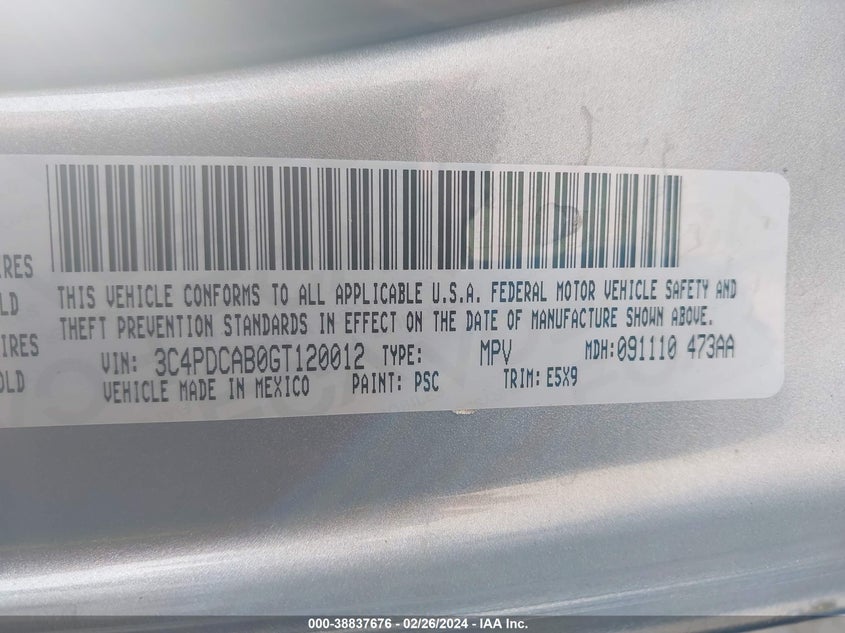 IRES
OLD
IRES
OLD
THIS VEHICLE CONFORMS TO ALL APPLICABLE U.S.A. FEDERAL MOTOR VEHICLE SAFETY AND
THEFT PREVENTION STANDARDS IN EFFECT ON THE DATE OF MANUFACTURE SHOWN ABOVE.
VIN: 3C4PDCAB0GT120012 TYPE: MPV MDH:091110 473AA
VEHICLE MADE IN MEXICO PAINT: PSC TRIM: E5X9
000-38837676 - 02/26/2024 - IAA Inc.